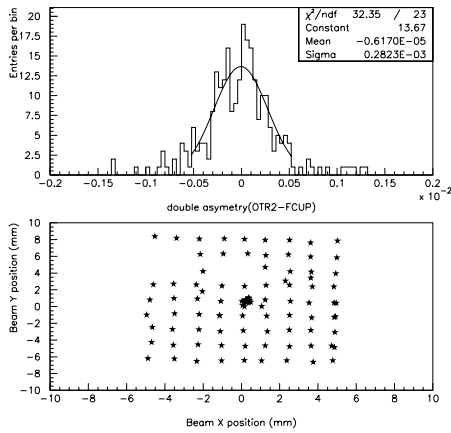 χ²/ndf 32.35 / 23
Constant 13.67
Mean -0.6170E-05
Sigma 0.2823E-03
Entries per bin
20
17.5
15
12.5
10
7.5
5
2.5
0
-0.2 -0.15 -0.1 -0.05 0 0.05 0.1 0.15 0.2
x 10⁻²
double asymetry(OTR2-FCUP)
Beam Y position (mm)
10
8
6
4
2
0
-2
-4
-6
-8
-10
-10 -8 -6 -4 -2 0 2 4 6 8 10
Beam X position (mm)